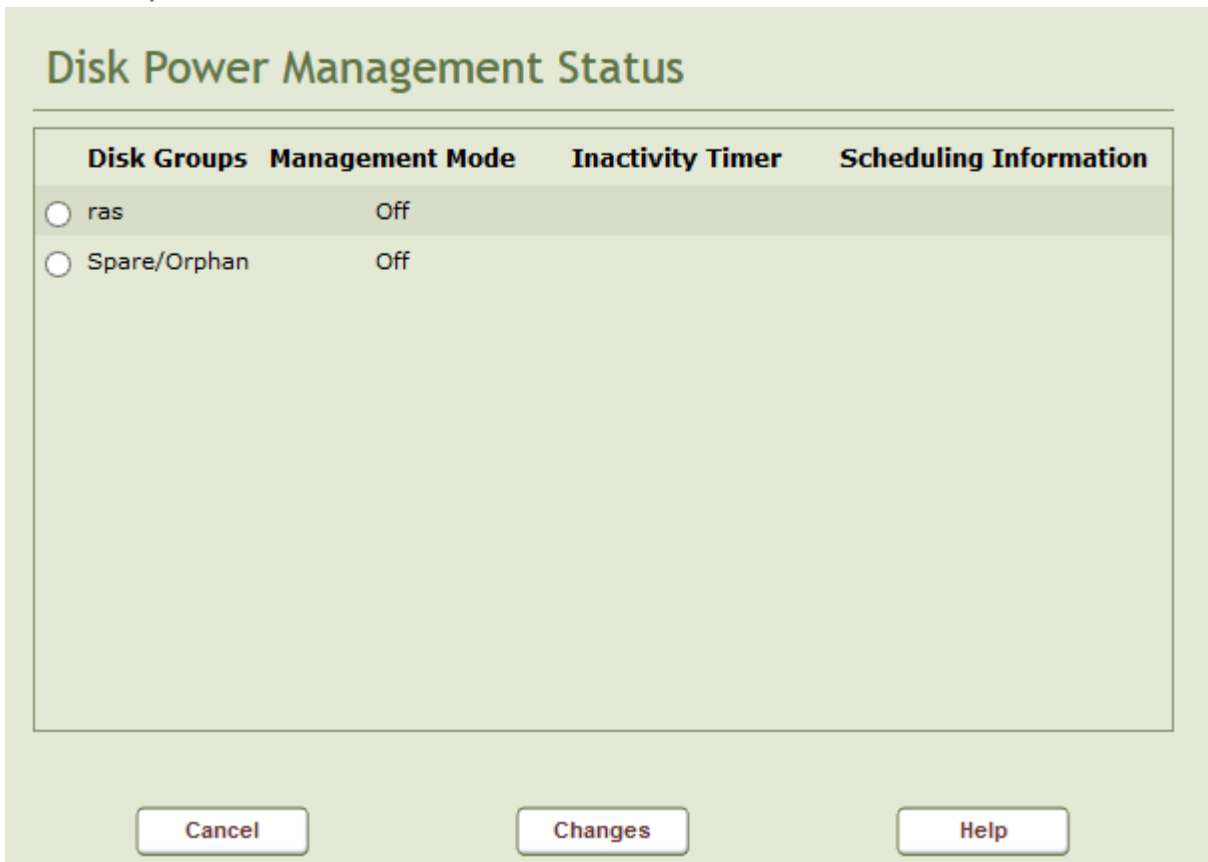 Disk Power Management Status
Disk Groups Management Mode Inactivity Timer Scheduling Information
ras Off
Spare/Orphan Off
Cancel Changes Help